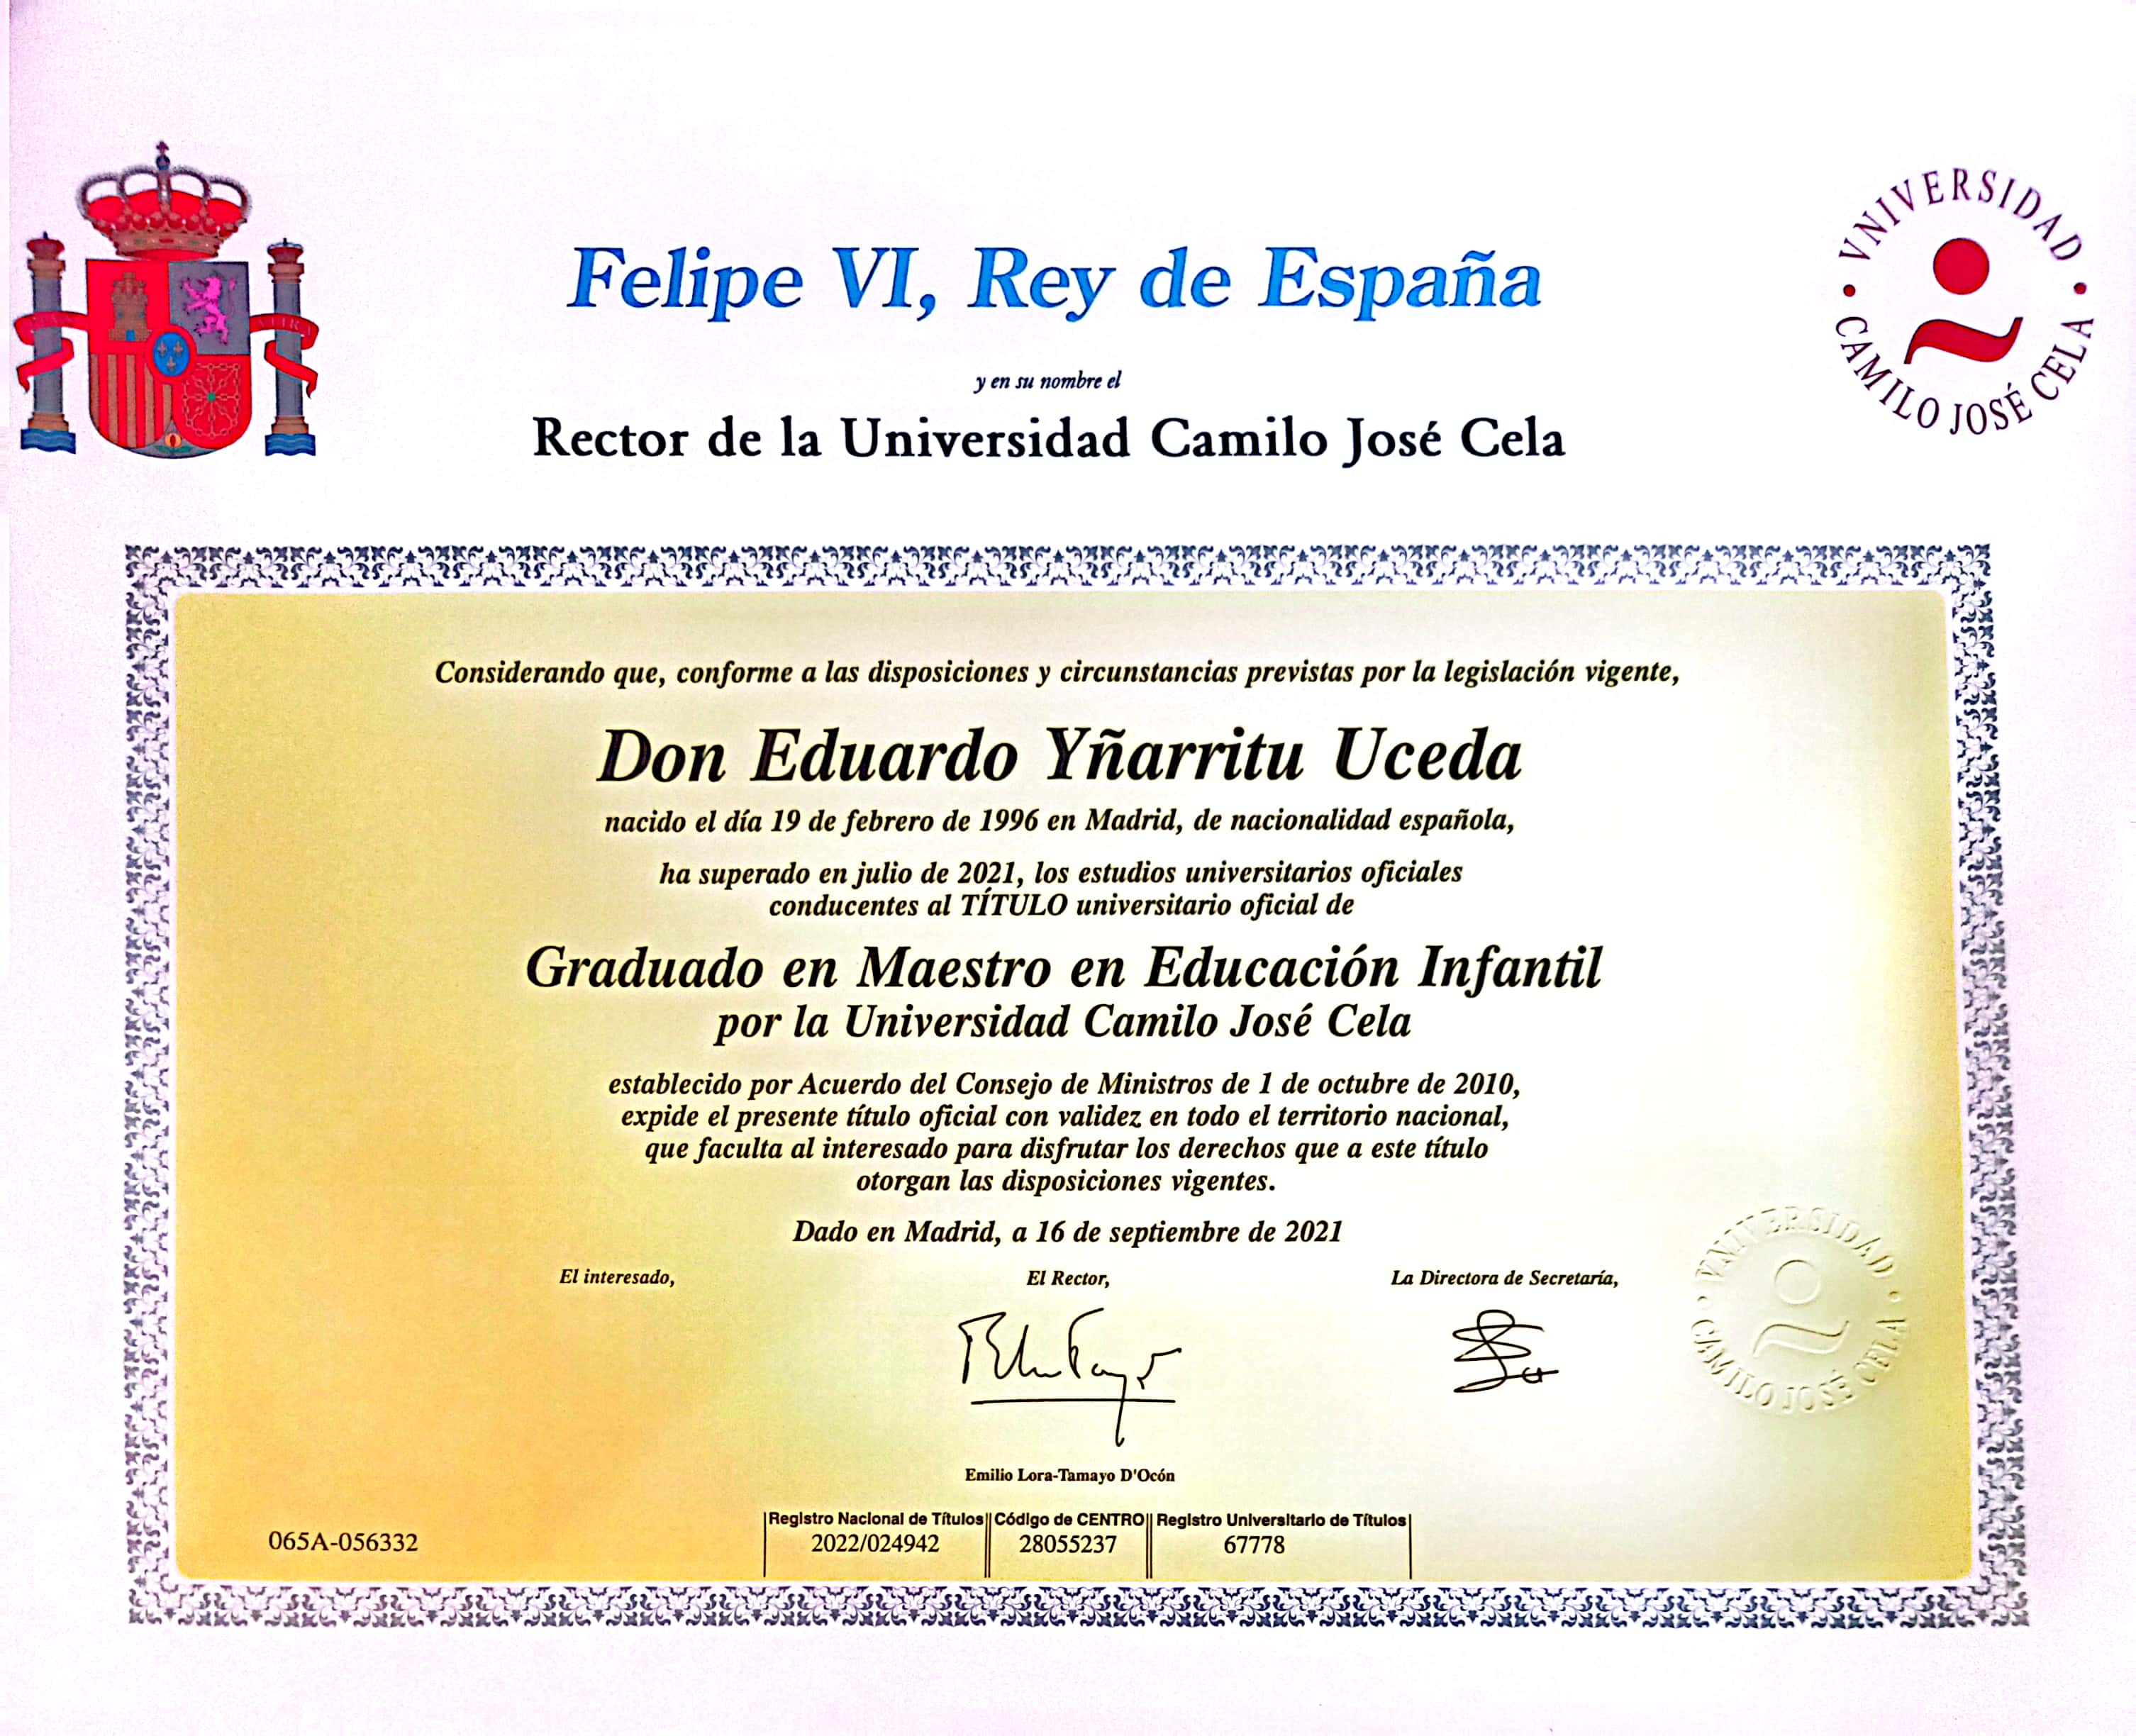 Felipe VI, Rey de España
VNIVERSIDAD
CAMILO JOSÉ CELA
y en su nombre el
Rector de la Universidad Camilo José Cela
Considerando que, conforme a las disposiciones y circunstancias previstas por la legislación vigente,
Don Eduardo Yñarritu Uceda
nacido el día 19 de febrero de 1996 en Madrid, de nacionalidad española,
ha superado en julio de 2021, los estudios universitarios oficiales
conducentes al TÍTULO universitario oficial de
Graduado en Maestro en Educación Infantil
por la Universidad Camilo José Cela
establecido por Acuerdo del Consejo de Ministros de 1 de octubre de 2010,
expide el presente título oficial con validez en todo el territorio nacional,
que faculta al interesado para disfrutar los derechos que a este título
otorgan las disposiciones vigentes.
Dado en Madrid, a 16 de septiembre de 2021
El interesado, El Rector, La Directora de Secretaría,
VNIVERSIDAD
CAMILO JOSÉ CELA
Emilio Lora-Tamayo D'Ocón
Registro Nacional de Títulos Código de CENTRO Registro Universitario de Títulos
065A-056332 2022/024942 28055237 67778